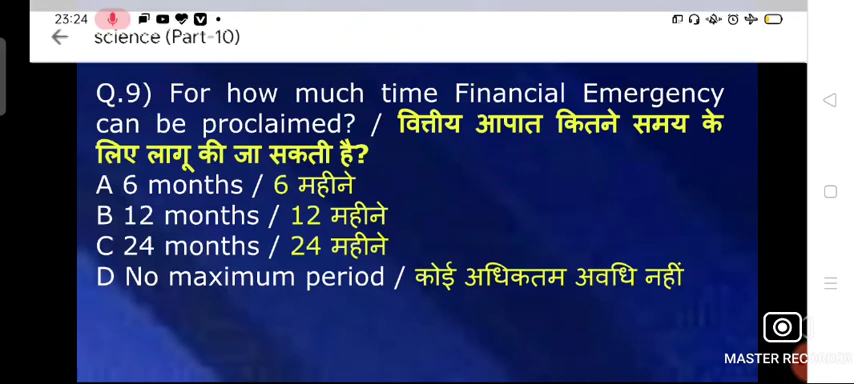 23:24
science (Part-10)
Q.9) For how much time Financial Emergency
can be proclaimed? / वित्तीय आपात कितने समय के
लिए लागू की जा सकती है?
A 6 months / 6 महीने
B 12 months / 12 महीने
C 24 months / 24 महीने
D No maximum period / कोई अधिकतम अवधि नहीं
MASTER RECORDER